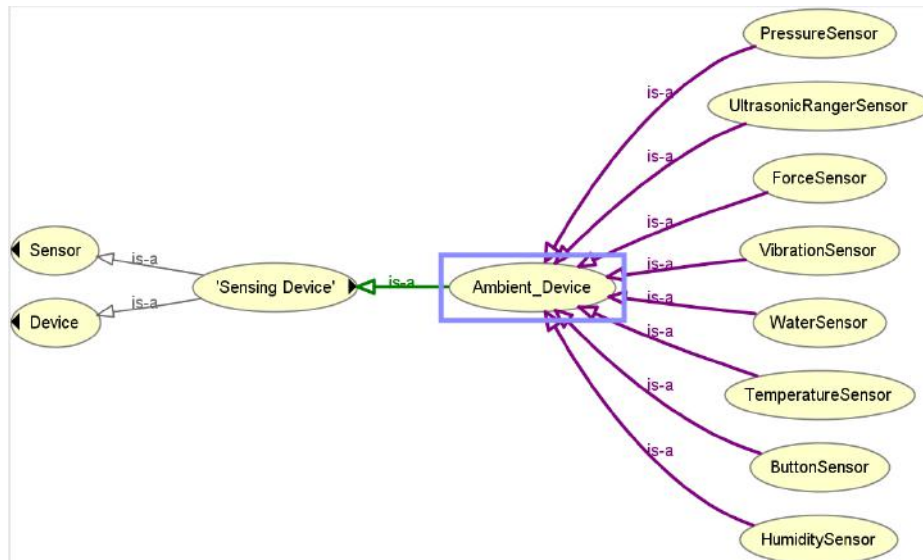 PressureSensor
is-a
UltrasonicRangerSensor
is-a
ForceSensor
is-a
Sensor
is-a
VibrationSensor
is-a
'Sensing Device'
is-a
Ambient_Device
is-a
Device
is-a
WaterSensor
is-a
TemperatureSensor
is-a
ButtonSensor
is-a
HumiditySensor